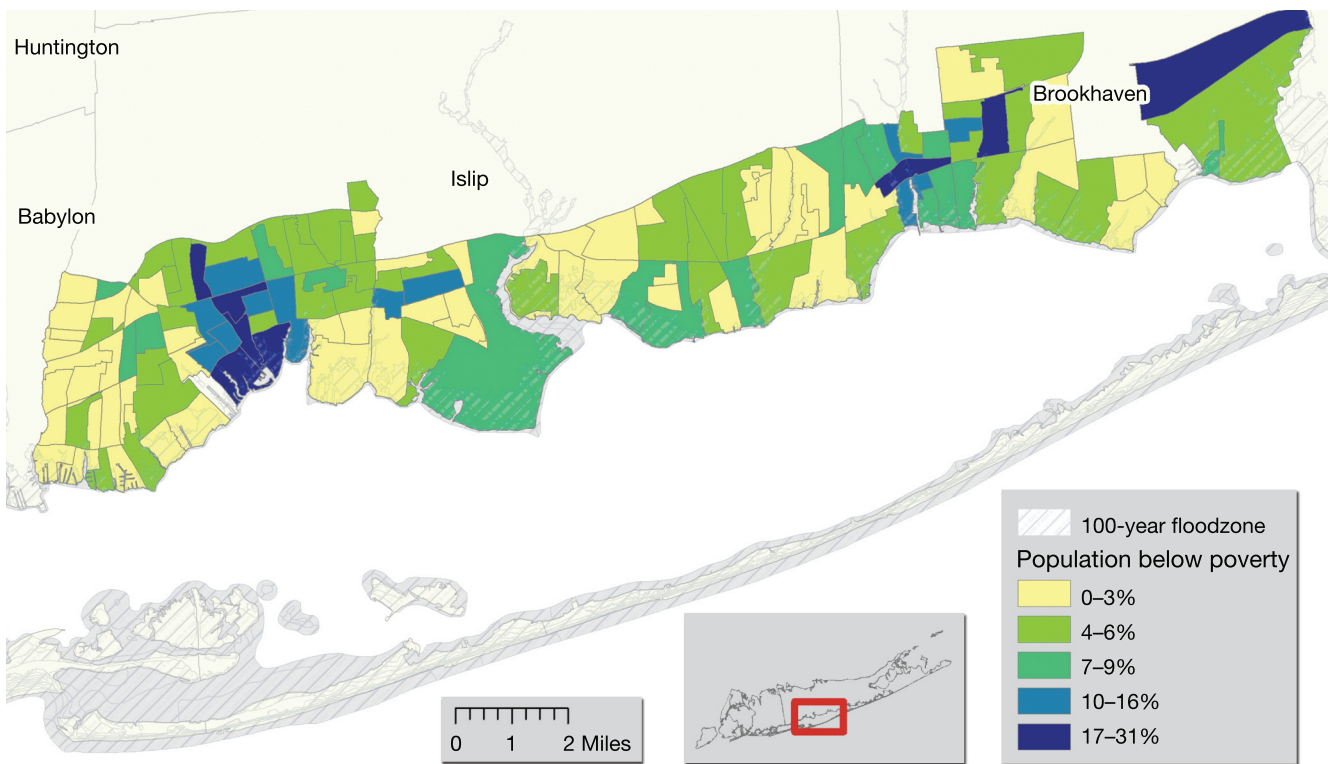 Huntington
Brookhaven
Islip
Babylon
100-year floodzone
Population below poverty
0–3%
4–6%
7–9%
10–16%
17–31%
0 1 2 Miles